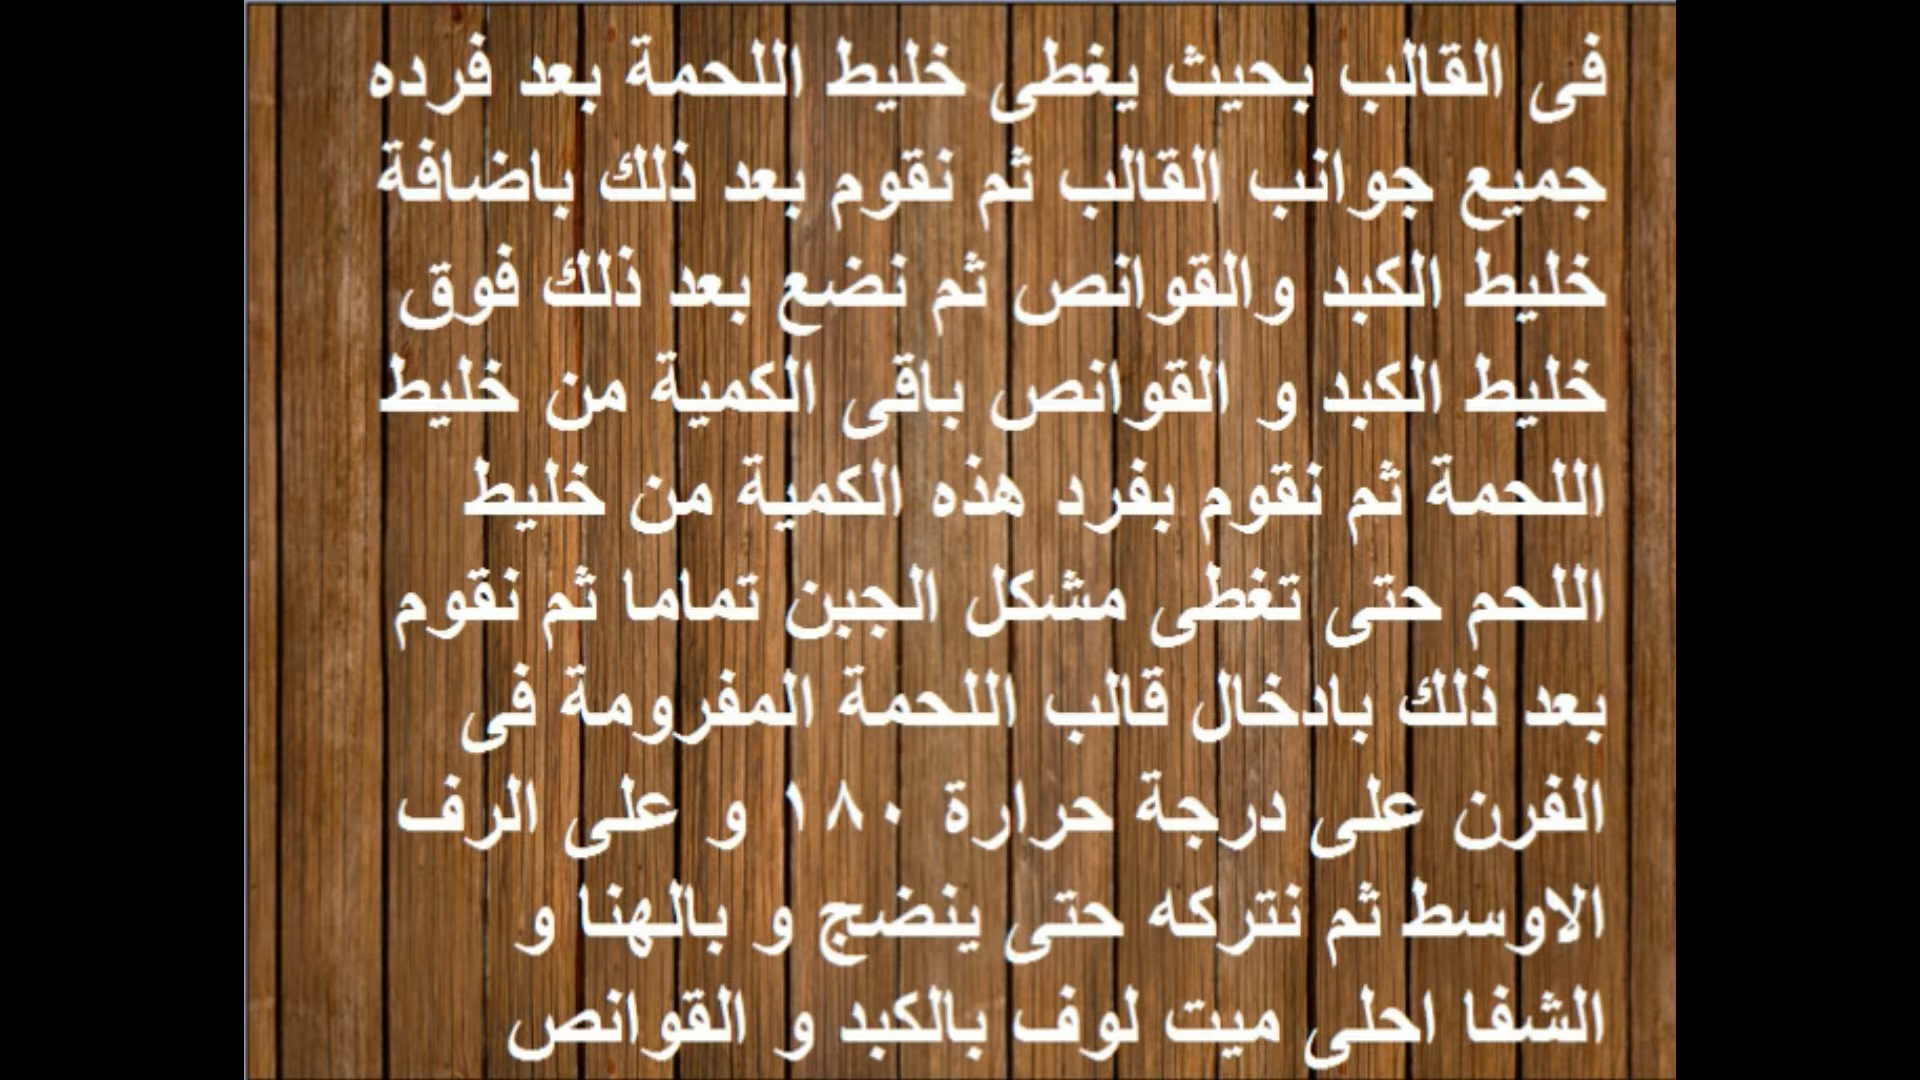 فى القالب بحيث يغطى خليط اللحمة بعد فرده
جميع جوانب القالب ثم نقوم بعد ذلك باضافة
خليط الكبد والقوانص ثم نضع بعد ذلك فوق
خليط الكبد و القوانص باقى الكمية من خليط
اللحمة ثم نقوم بفرد هذه الكمية من خليط
اللحم حتى تغطى مشكل الجبن تماما ثم نقوم
بعد ذلك بادخال قالب اللحمة المفرومة فى
الفرن على درجة حرارة ١٨٠ و على الرف
الاوسط ثم نتركه حتى ينضج و بالهنا و
الشفا احلى ميت لوف بالكبد و القوانص